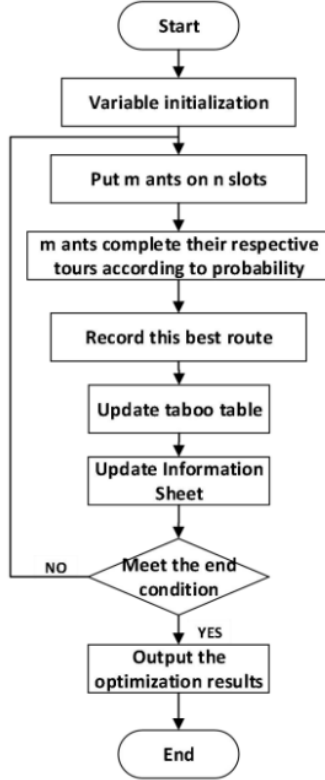 Start
Variable initialization
Put m ants on n slots
m ants complete their respective
tours according to probability
Record this best route
Update taboo table
Update Information
Sheet
Meet the end
condition
NO
YES
Output the
optimization results
End